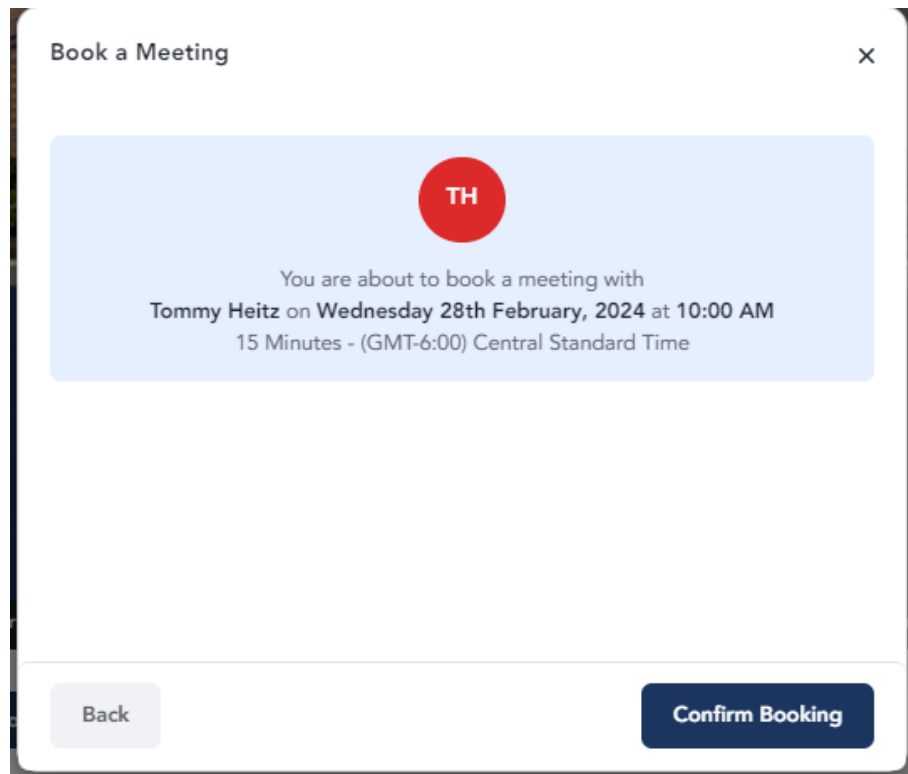 Book a Meeting
TH
You are about to book a meeting with
Tommy Heitz on Wednesday 28th February, 2024 at 10:00 AM
15 Minutes - (GMT-6:00) Central Standard Time
Back
Confirm Booking